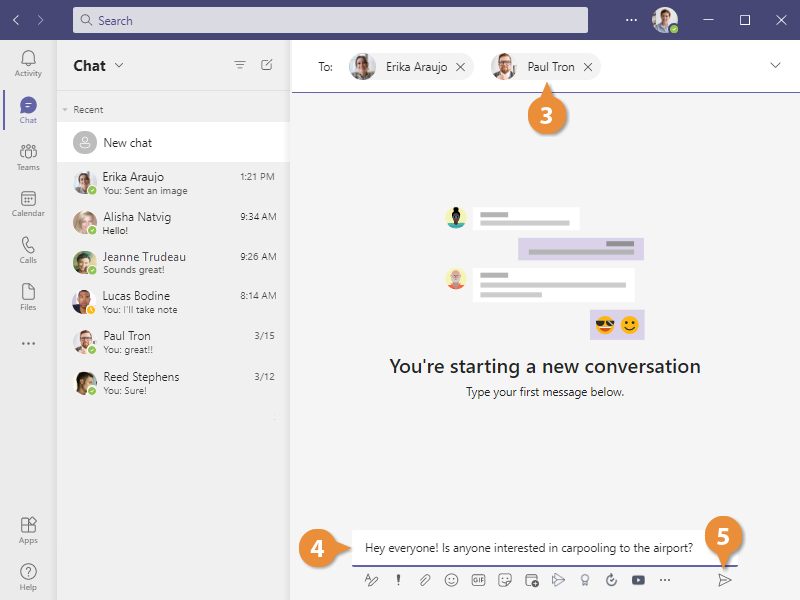 Search
Activity
Chat
Teams
Calendar
Calls
Files
Apps
Help
Chat
Recent
New chat
Erika Araujo 1:21 PM
You: Sent an image
Alisha Natvig 9:34 AM
Hello!
Jeanne Trudeau 9:26 AM
Sounds great!
Lucas Bodine 8:14 AM
You: I'll take note
Paul Tron 3/15
You: great!!
Reed Stephens 3/12
You: Sure!
To: Erika Araujo Paul Tron
3
You're starting a new conversation
Type your first message below.
4
Hey everyone! Is anyone interested in carpooling to the airport?
5
GIF